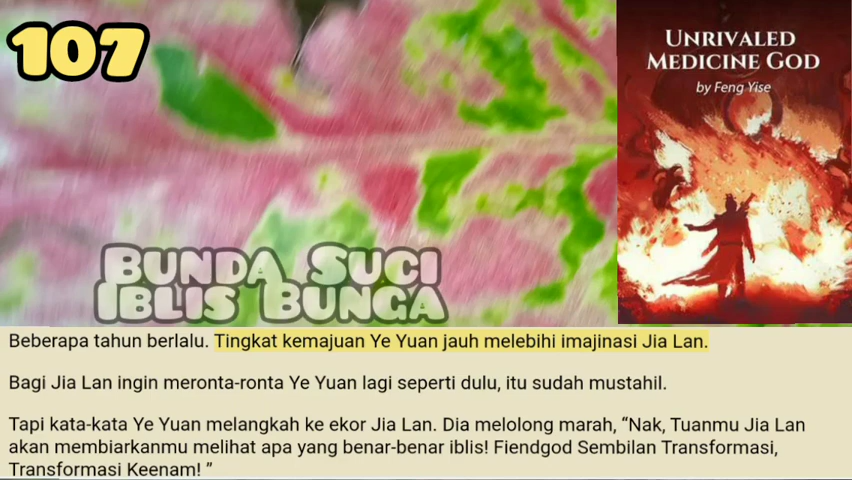 107
UNRIVALED
MEDICINE GOD
by Feng Yise
BUNDA SUCI
IBLIS BUNGA
Beberapa tahun berlalu. Tingkat kemajuan Ye Yuan jauh melebihi imajinasi Jia Lan.
Bagi Jia Lan ingin meronta-ronta Ye Yuan lagi seperti dulu, itu sudah mustahil.
Tapi kata-kata Ye Yuan melangkah ke ekor Jia Lan. Dia melolong marah, “Nak, Tuanmu Jia Lan
akan membiarkanmu melihat apa yang benar-benar iblis! Fiendgod Sembilan Transformasi,
Transformasi Keenam! ”